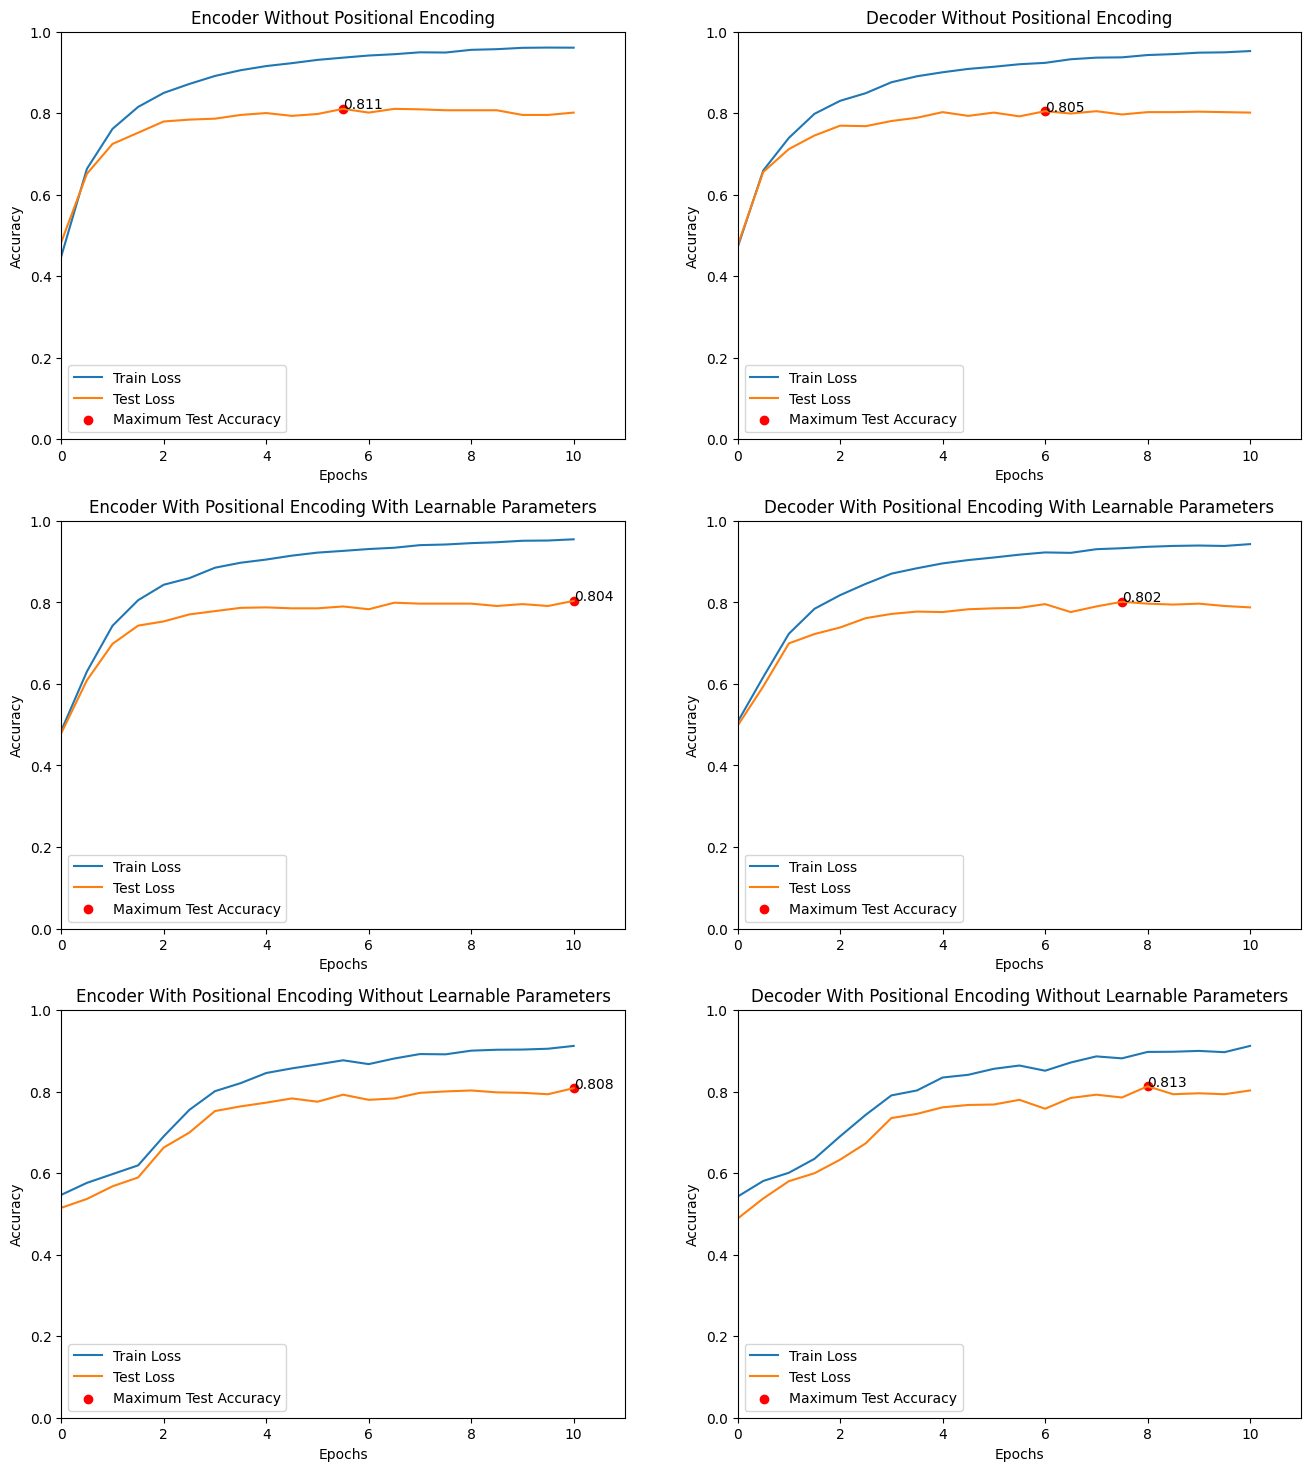 Encoder Without Positional Encoding
1.0
0.8
0.6
0.4
0.2
0.0
Accuracy
0.811
Train Loss
Test Loss
Maximum Test Accuracy
0 2 4 6 8 10
Epochs
Decoder Without Positional Encoding
1.0
0.8
0.6
0.4
0.2
0.0
Accuracy
0.805
Train Loss
Test Loss
Maximum Test Accuracy
0 2 4 6 8 10
Epochs
Encoder With Positional Encoding With Learnable Parameters
1.0
0.8
0.6
0.4
0.2
0.0
Accuracy
0.804
Train Loss
Test Loss
Maximum Test Accuracy
0 2 4 6 8 10
Epochs
Decoder With Positional Encoding With Learnable Parameters
1.0
0.8
0.6
0.4
0.2
0.0
Accuracy
0.802
Train Loss
Test Loss
Maximum Test Accuracy
0 2 4 6 8 10
Epochs
Encoder With Positional Encoding Without Learnable Parameters
1.0
0.8
0.6
0.4
0.2
0.0
Accuracy
0.808
Train Loss
Test Loss
Maximum Test Accuracy
0 2 4 6 8 10
Epochs
Decoder With Positional Encoding Without Learnable Parameters
1.0
0.8
0.6
0.4
0.2
0.0
Accuracy
0.813
Train Loss
Test Loss
Maximum Test Accuracy
0 2 4 6 8 10
Epochs